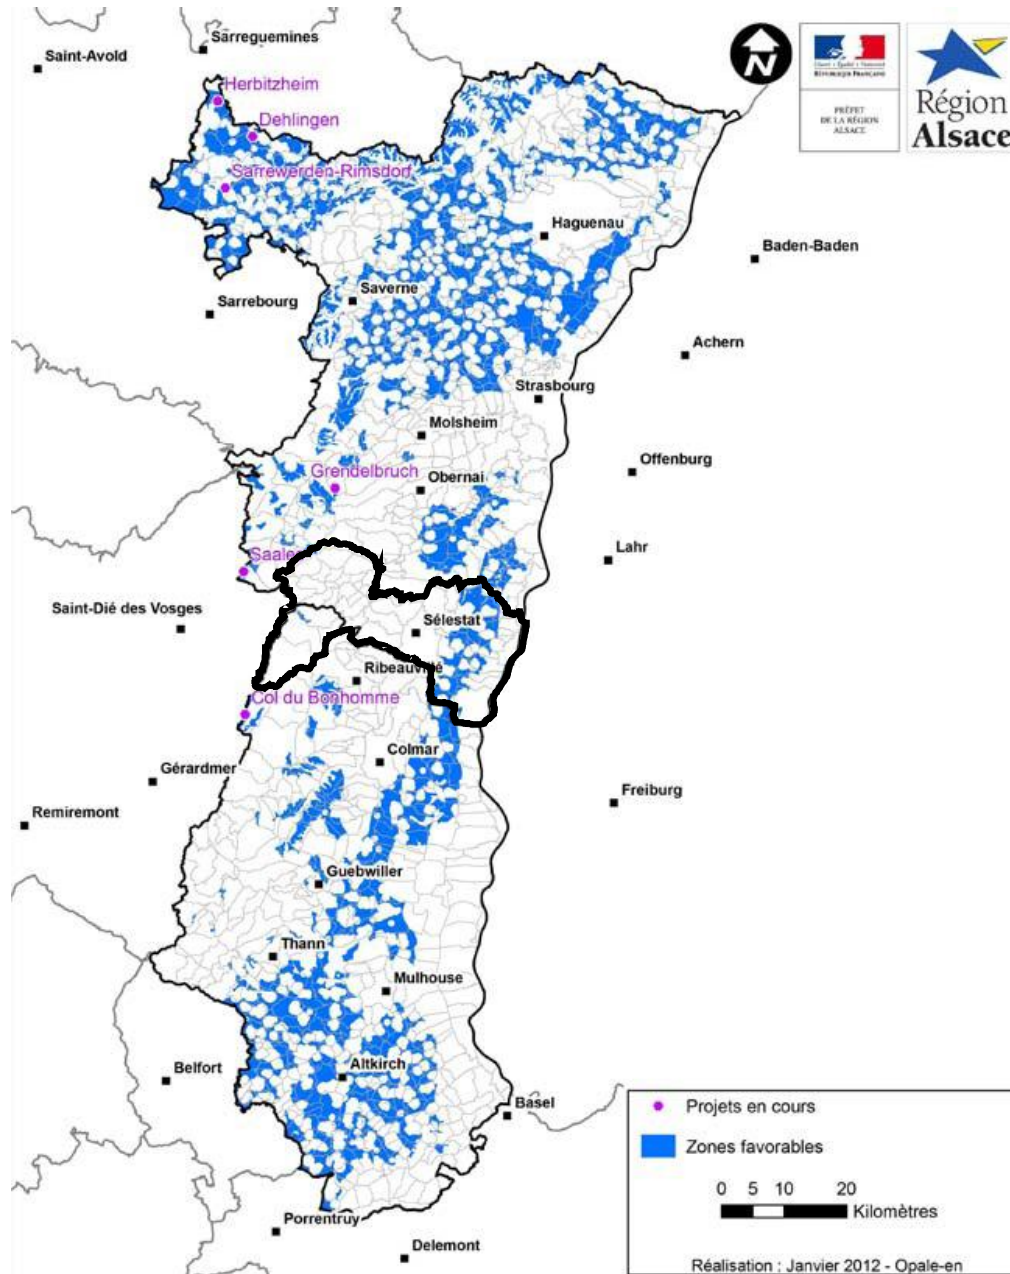 Sarreguemines
Saint-Avold
Herbitzheim
Dehlingen
Sarrewerden-Rimsdorf
N
RÉPUBLIQUE FRANÇAISE
PRÉFET
DE LA RÉGION
ALSACE
Région
Alsace
Haguenau
Baden-Baden
Saverne
Sarrebourg
Achern
Strasbourg
Molsheim
Offenburg
Grendelbruch
Obernai
Lahr
Saales
Saint-Dié des Vosges
Sélestat
Ribeauvillé
Col du Bonhomme
Colmar
Gérardmer
Freiburg
Remiremont
Guebwiller
Thann
Mulhouse
Belfort
Altkirch
Basel
Projets en cours
Zones favorables
0 5 10 20
Kilomètres
Porrentruy
Delemont
Réalisation : Janvier 2012 - Opale-en